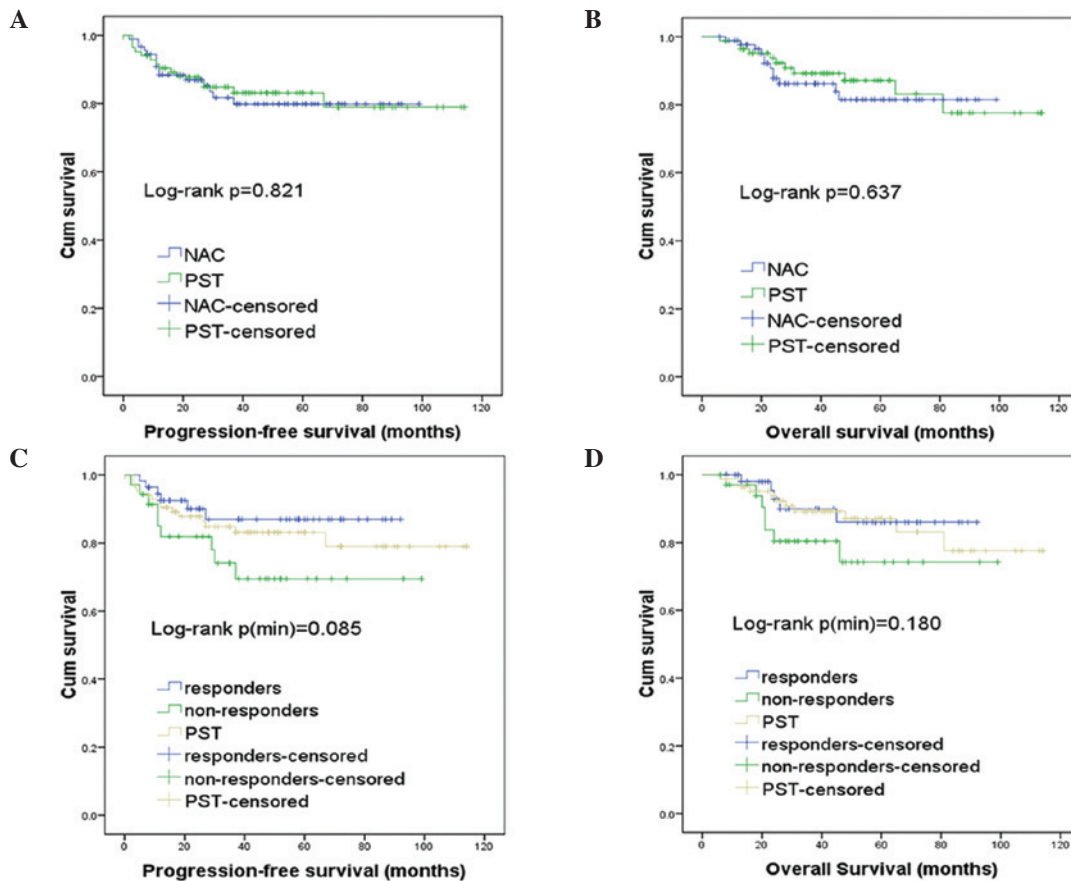 A
Cum survival
1.0
0.8
0.6
0.4
0.2
0.0
Log-rank p=0.821
NAC
PST
NAC-censored
PST-censored
0 20 40 60 80 100 120
Progression-free survival (months)
B
Cum survival
1.0
0.8
0.6
0.4
0.2
0.0
Log-rank p=0.637
NAC
PST
NAC-censored
PST-censored
0 20 40 60 80 100 120
Overall survival (months)
C
Cum survival
1.0
0.8
0.6
0.4
0.2
0.0
Log-rank p(min)=0.085
responders
non-responders
PST
responders-censored
non-responders-censored
PST-censored
0 20 40 60 80 100 120
Progression-free survival (months)
D
Cum survival
1.0
0.8
0.6
0.4
0.2
0.0
Log-rank p(min)=0.180
responders
non-responders
PST
responders-censored
non-responders-censored
PST-censored
0 20 40 60 80 100 120
Overall Survival (months)